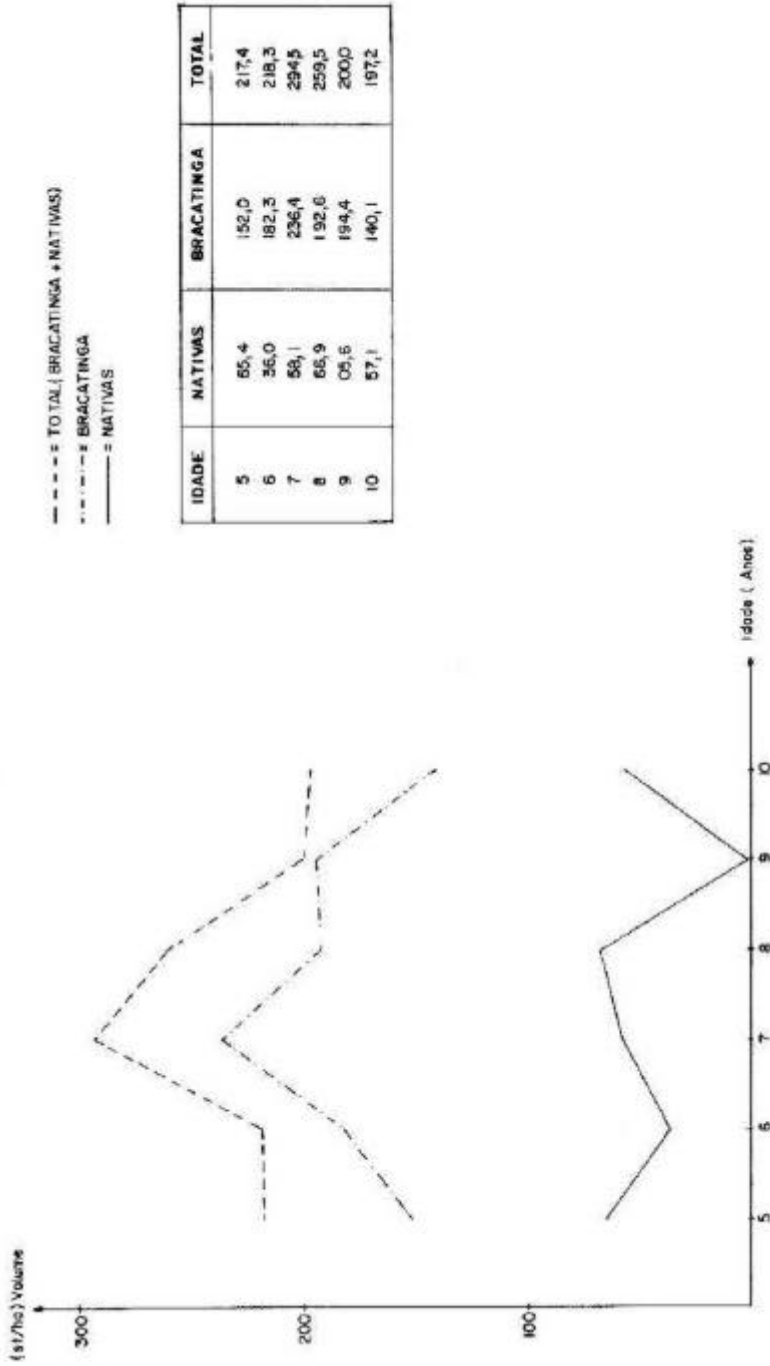 (st/ha) Volume
300
200
100
5
6
7
8
9
10
Idade ( Anos)
= TOTAL( BRACATINGA + NATIVAS)
= BRACATINGA
= NATIVAS
IDADE NATIVAS BRACATINGA TOTAL
5 65,4 152,0 217,4
6 36,0 182,3 218,3
7 58,1 236,4 294,5
8 66,9 192,6 259,5
9 05,6 194,4 200,0
10 57,1 140,1 197,2